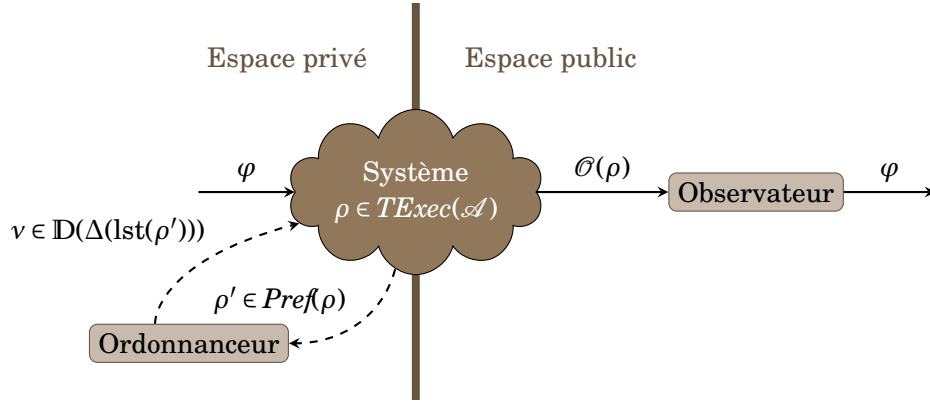 Espace privé
Espace public
φ
Système
ρ ∈ TExec(𝒜)
𝒪(ρ)
Observateur
φ
ν ∈ 𝔻(Δ(lst(ρ′)))
ρ′ ∈ Pref(ρ)
Ordonnanceur